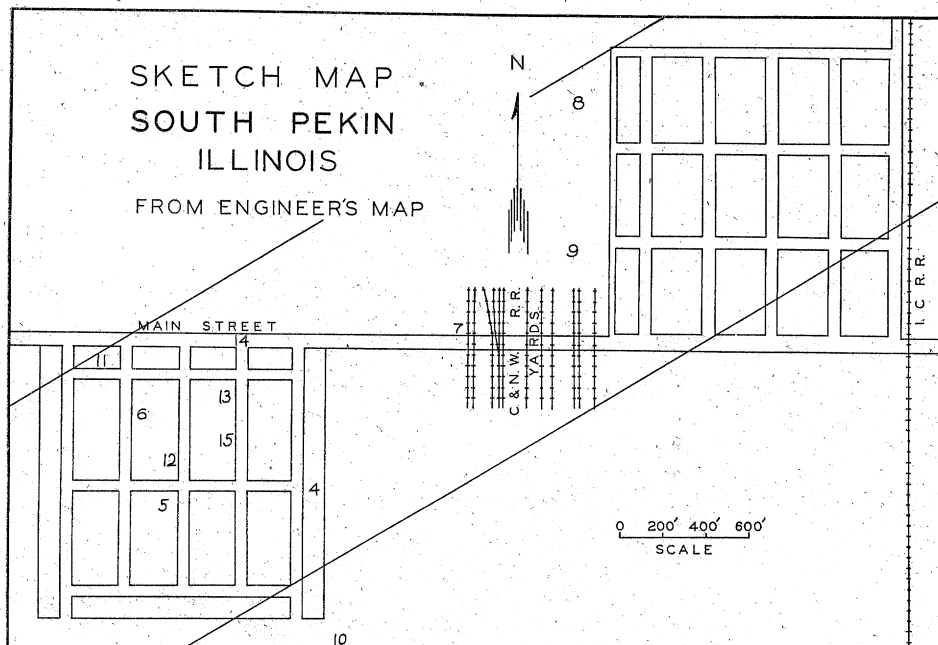 SKETCH MAP
SOUTH PEKIN
ILLINOIS
FROM ENGINEER'S MAP
N
8
9
I. C. R. R.
MAIN STREET
7
C. & N.W. R. R.
YARDS
14
11
13
6
15
12
4
5
0 200' 400' 600'
SCALE
10